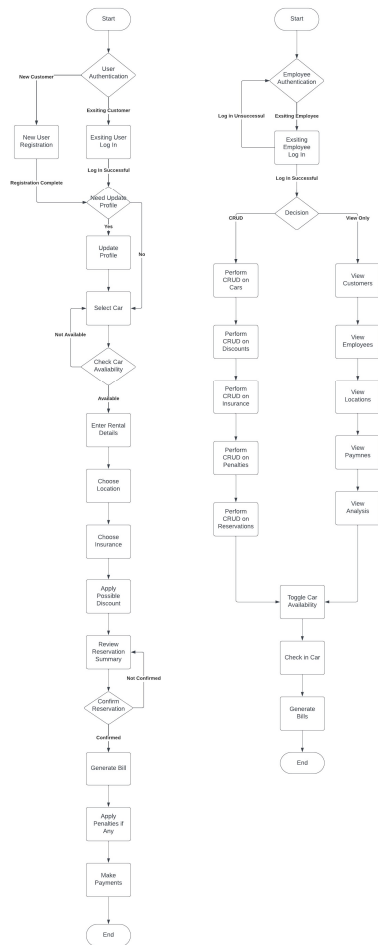 Start
User
Authentication
New Customer
Exsiting Customer
New User
Registration
Exsiting User
Log In
Registration Complete
Log In Successful
Need Update
Profile
Yes
No
Update
Profile
Select Car
Not Available
Check Car
Avaliability
Available
Enter Rental
Details
Choose
Location
Choose
Insurance
Apply
Possible
Discount
Review
Reservation
Summary
Not Confirmed
Confirm
Reservation
Confirmed
Generate Bill
Apply
Penalties if
Any
Make
Payments
End
Start
Employee
Authentication
Log in Unsuccessul
Exsiting Employee
Exsiting
Employee
Log In
Log In Successful
Decision
CRUD
View Only
Perform
CRUD on
Cars
Perform
CRUD on
Discounts
Perform
CRUD on
Insurance
Perform
CRUD on
Penalties
Perform
CRUD on
Reservations
View
Customers
View
Employees
View
Locations
View
Paymnes
View
Analysis
Toggle Car
Availability
Check in Car
Generate
Bills
End